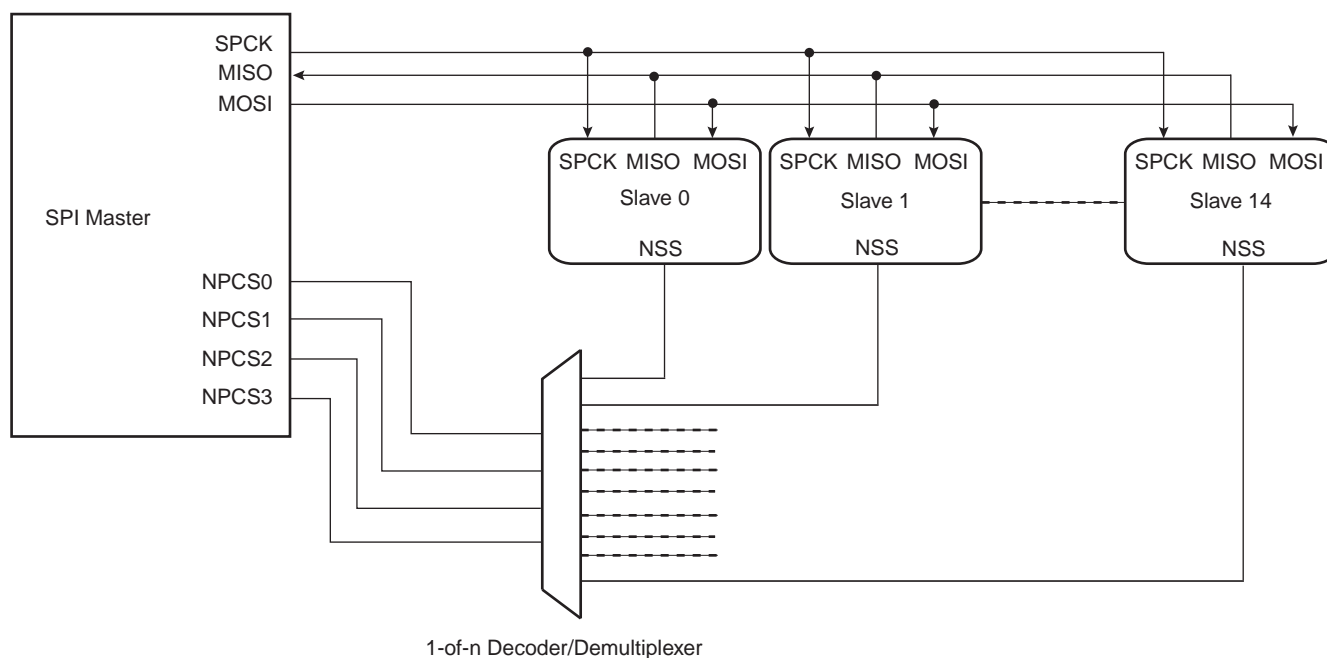 SPCK
MISO
MOSI
SPI Master
NPCS0
NPCS1
NPCS2
NPCS3
SPCK MISO MOSI
Slave 0
NSS
SPCK MISO MOSI
Slave 1
NSS
SPCK MISO MOSI
Slave 14
NSS
1-of-n Decoder/Demultiplexer